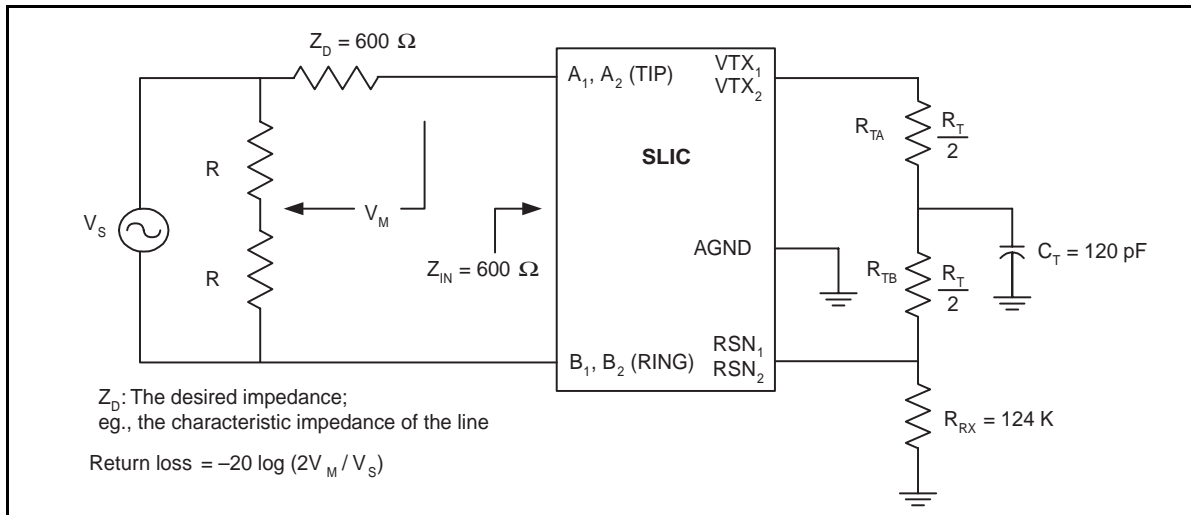 Z_D = 600 Ω
A_1, A_2 (TIP)
VTX_1
VTX_2
SLIC
R_TA
R_T
2
R
V_M
V_S
Z_IN = 600 Ω
AGND
C_T = 120 pF
R
R_TB
R_T
2
B_1, B_2 (RING)
RSN_1
RSN_2
R_RX = 124 K
Z_D: The desired impedance;
eg., the characteristic impedance of the line
Return loss = –20 log (2V_M / V_S)